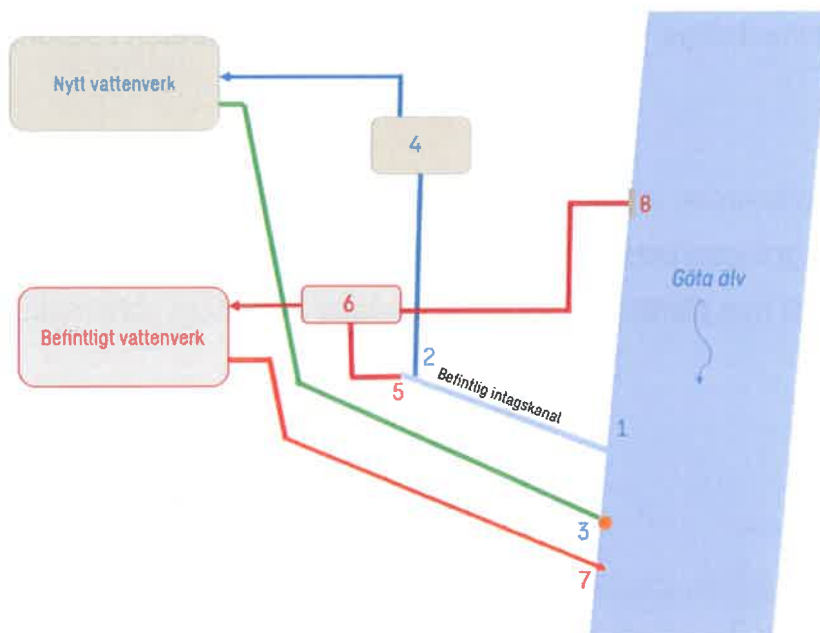 Nytt vattenverk
4
8
Göta älv
6
Befintligt vattenverk
2
5
Befintlig intagskanal
1
3
7